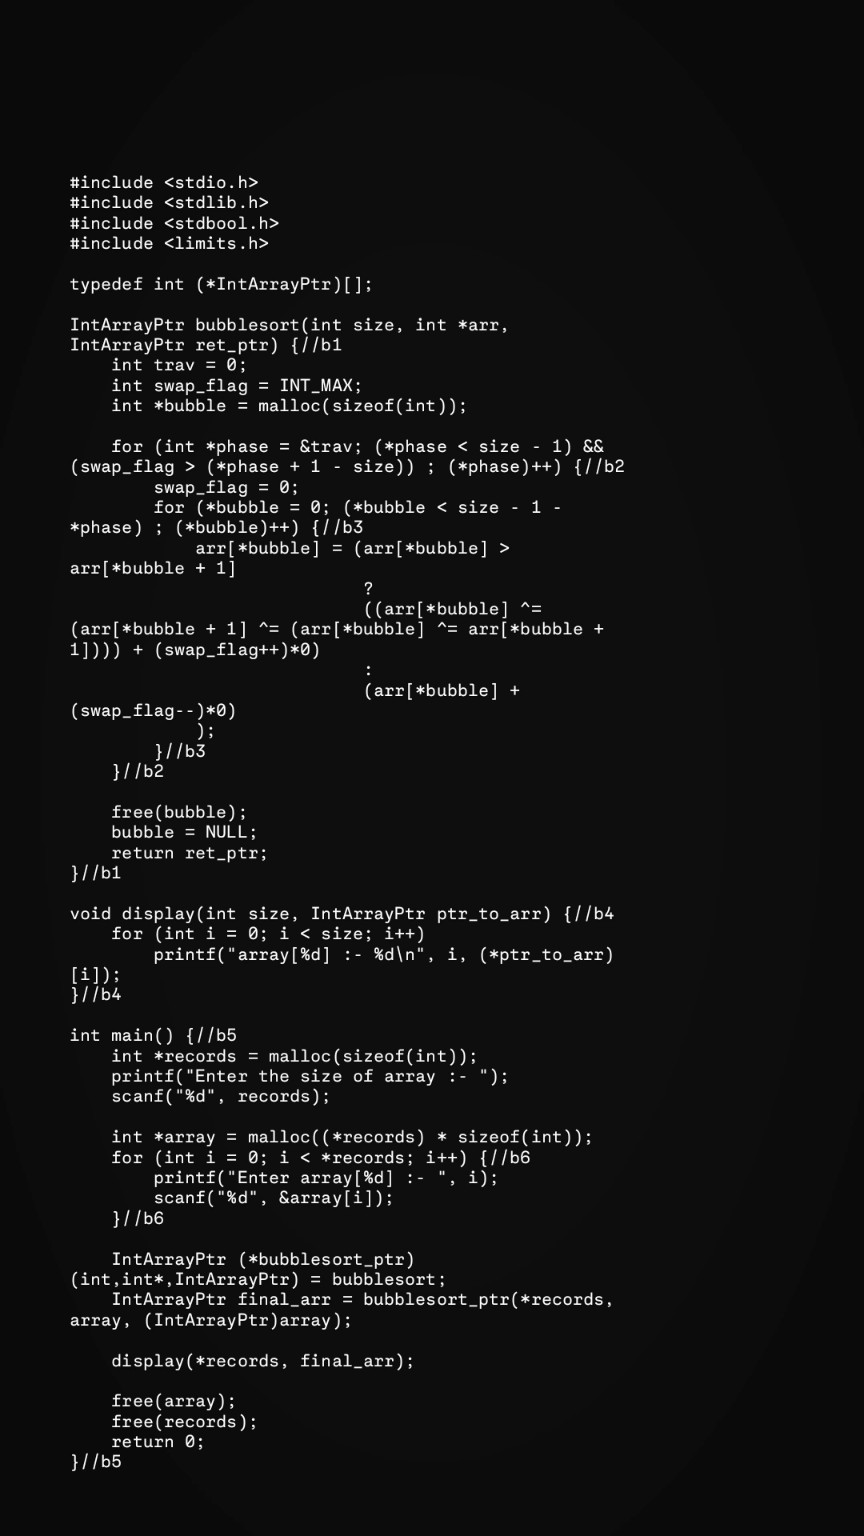 #include <stdio.h>
#include <stdlib.h>
#include <stdbool.h>
#include <limits.h>

typedef int (*IntArrayPtr)[];

IntArrayPtr bubblesort(int size, int *arr,
IntArrayPtr ret_ptr) {//b1
    int trav = 0;
    int swap_flag = INT_MAX;
    int *bubble = malloc(sizeof(int));

    for (int *phase = &trav; (*phase < size - 1) &&
(swap_flag > (*phase + 1 - size)) ; (*phase)++) {//b2
        swap_flag = 0;
        for (*bubble = 0; (*bubble < size - 1 -
*phase) ; (*bubble)++) {//b3
            arr[*bubble] = (arr[*bubble] >
arr[*bubble + 1]
                            ?
                            ((arr[*bubble] ^=
(arr[*bubble + 1] ^= (arr[*bubble] ^= arr[*bubble +
1]))) + (swap_flag++)*0)
                            :
                            (arr[*bubble] +
(swap_flag--)*0)
            );
        }//b3
    }//b2

    free(bubble);
    bubble = NULL;
    return ret_ptr;
}//b1

void display(int size, IntArrayPtr ptr_to_arr) {//b4
    for (int i = 0; i < size; i++)
        printf("array[%d] :- %d\n", i, (*ptr_to_arr)
[i]);
}//b4

int main() {//b5
    int *records = malloc(sizeof(int));
    printf("Enter the size of array :- ");
    scanf("%d", records);

    int *array = malloc((*records) * sizeof(int));
    for (int i = 0; i < *records; i++) {//b6
        printf("Enter array[%d] :- ", i);
        scanf("%d", &array[i]);
    }//b6

    IntArrayPtr (*bubblesort_ptr)
(int,int*,IntArrayPtr) = bubblesort;
    IntArrayPtr final_arr = bubblesort_ptr(*records,
array, (IntArrayPtr)array);

    display(*records, final_arr);

    free(array);
    free(records);
    return 0;
}//b5